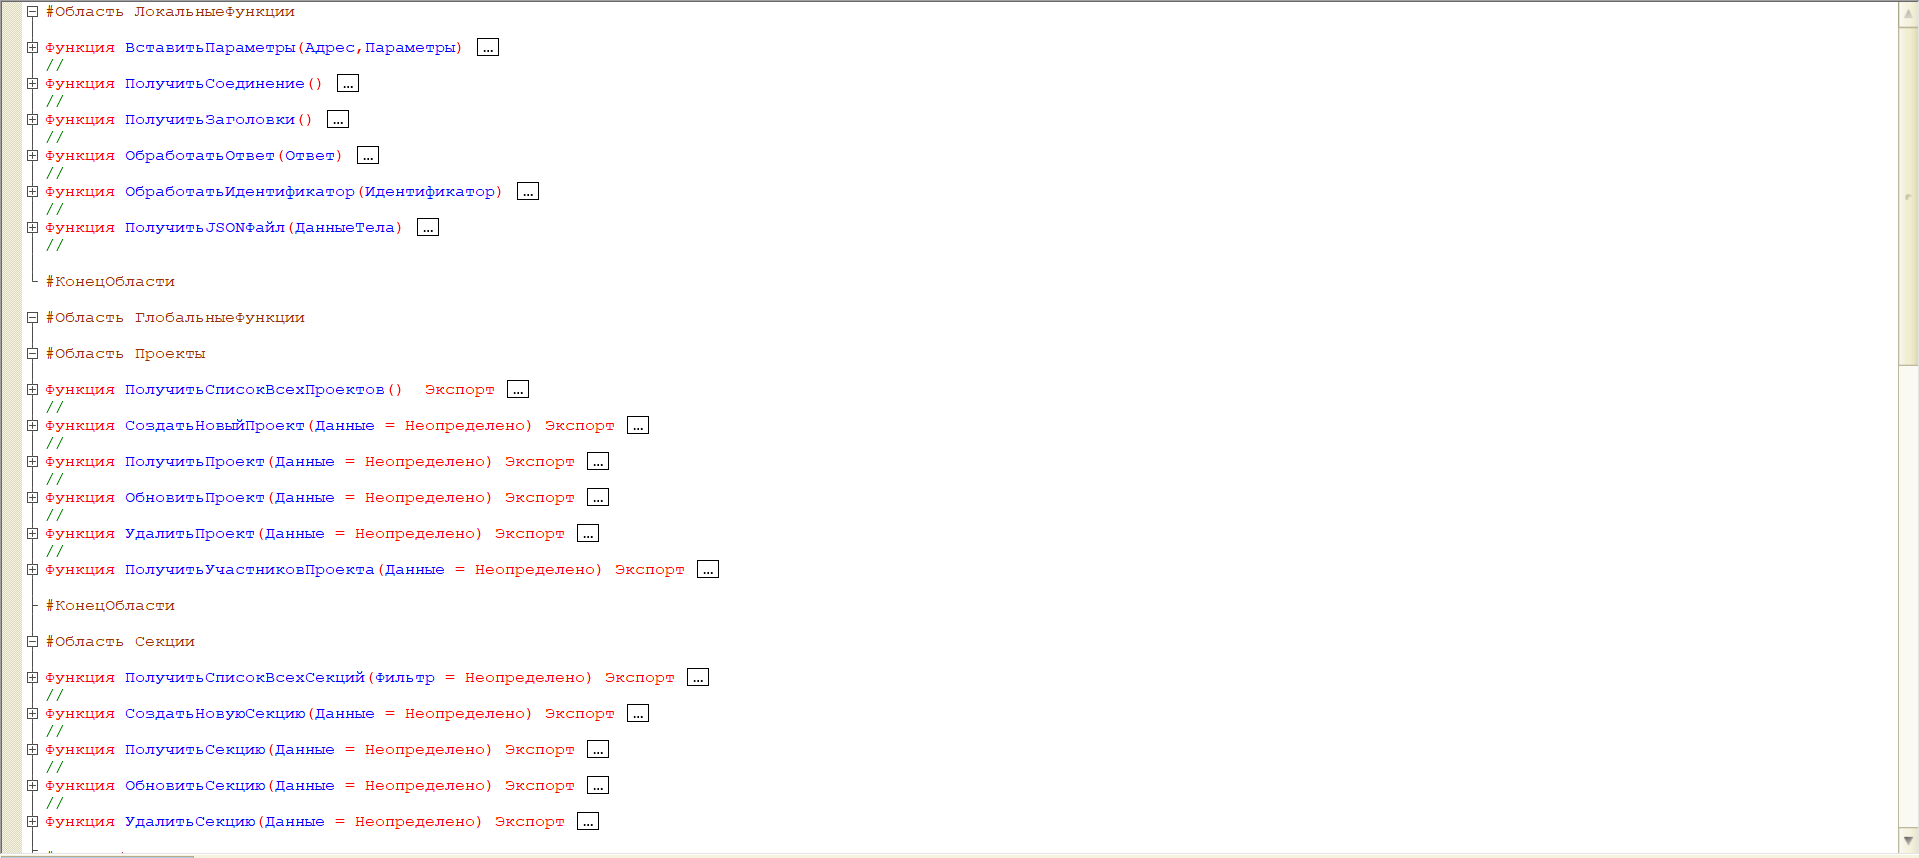 #Область ЛокальныеФункции
Функция ВставитьПараметры(Адрес,Параметры) ...
//
Функция ПолучитьСоединение() ...
//
Функция ПолучитьЗаголовки() ...
//
Функция ОбработатьОтвет(Ответ) ...
//
Функция ОбработатьИдентификатор(Идентификатор) ...
//
Функция ПолучитьJSONФайл(ДанныеТела) ...
//
#КонецОбласти
#Область ГлобальныеФункции
#Область Проекты
Функция ПолучитьСписокВсехПроектов()  Экспорт ...
//
Функция СоздатьНовыйПроект(Данные = Неопределено) Экспорт ...
//
Функция ПолучитьПроект(Данные = Неопределено) Экспорт ...
//
Функция ОбновитьПроект(Данные = Неопределено) Экспорт ...
//
Функция УдалитьПроект(Данные = Неопределено) Экспорт ...
//
Функция ПолучитьУчастниковПроекта(Данные = Неопределено) Экспорт ...
#КонецОбласти
#Область Секции
Функция ПолучитьСписокВсехСекций(Фильтр = Неопределено) Экспорт ...
//
Функция СоздатьНовуюСекцию(Данные = Неопределено) Экспорт ...
//
Функция ПолучитьСекцию(Данные = Неопределено) Экспорт ...
//
Функция ОбновитьСекцию(Данные = Неопределено) Экспорт ...
//
Функция УдалитьСекцию(Данные = Неопределено) Экспорт ...